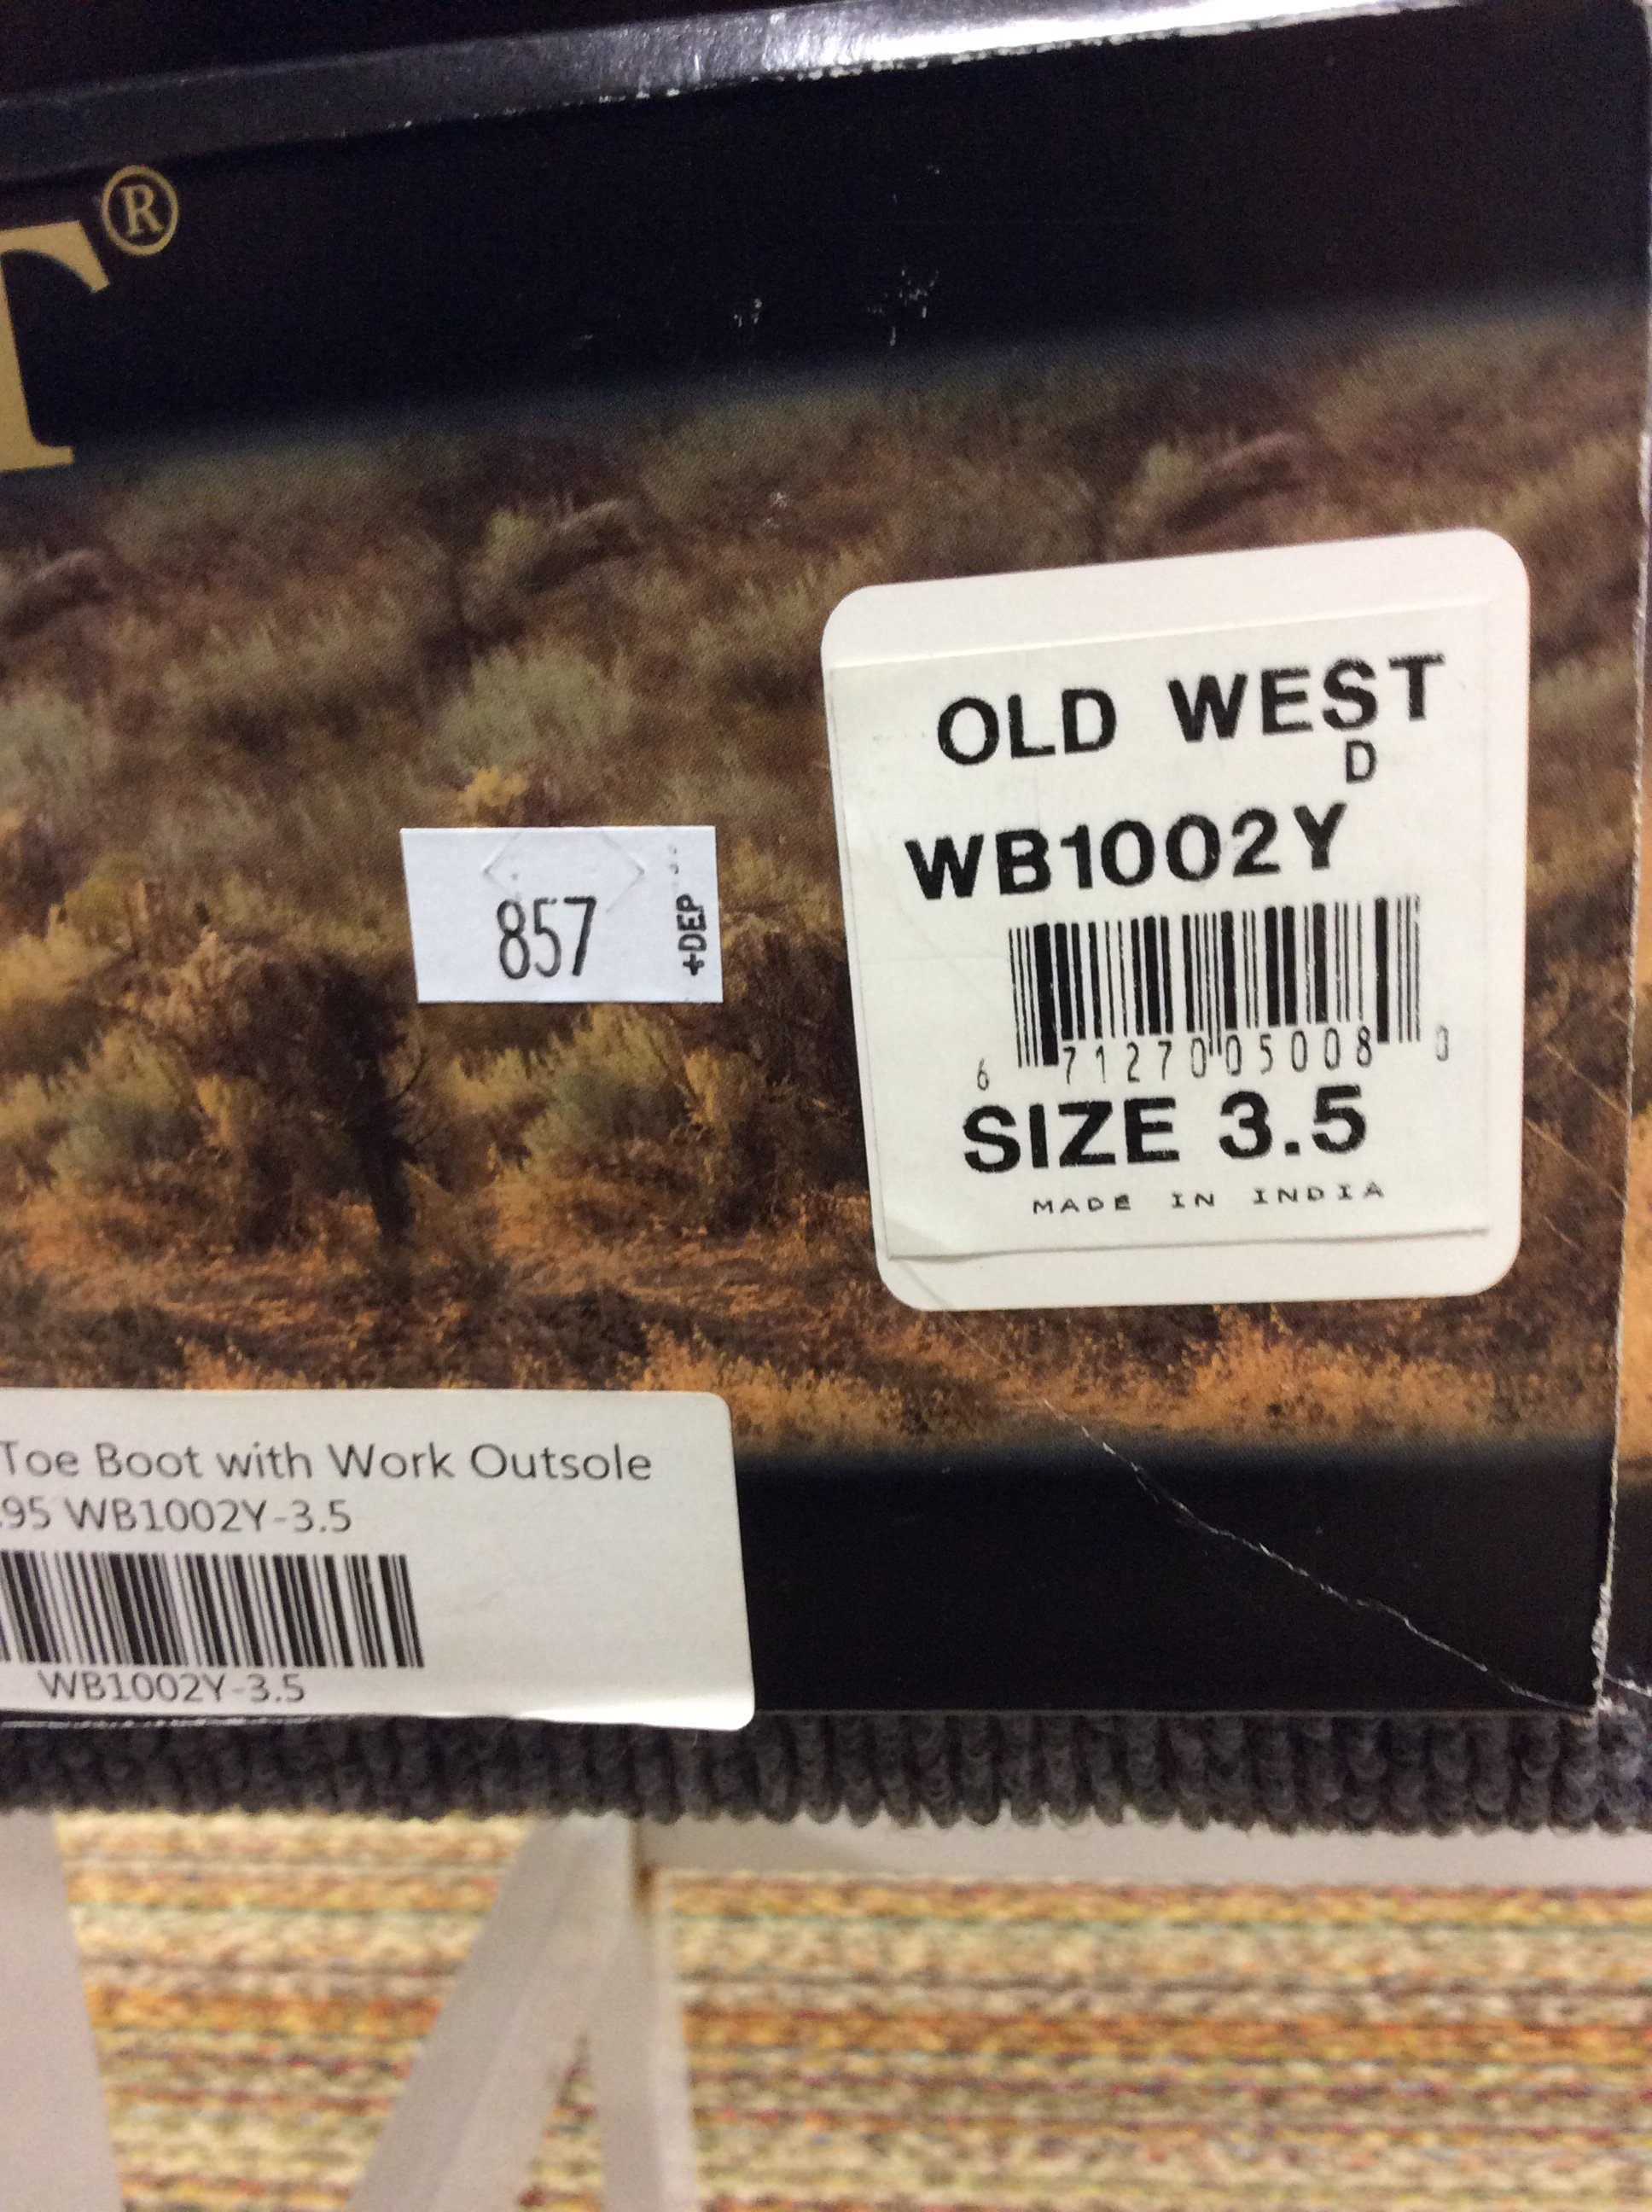 T®
OLD WEST
D
WB1002Y
6 71270 05008 0
SIZE 3.5
MADE IN INDIA
857
+DEP
Toe Boot with Work Outsole
.95 WB1002Y-3.5
WB1002Y-3.5